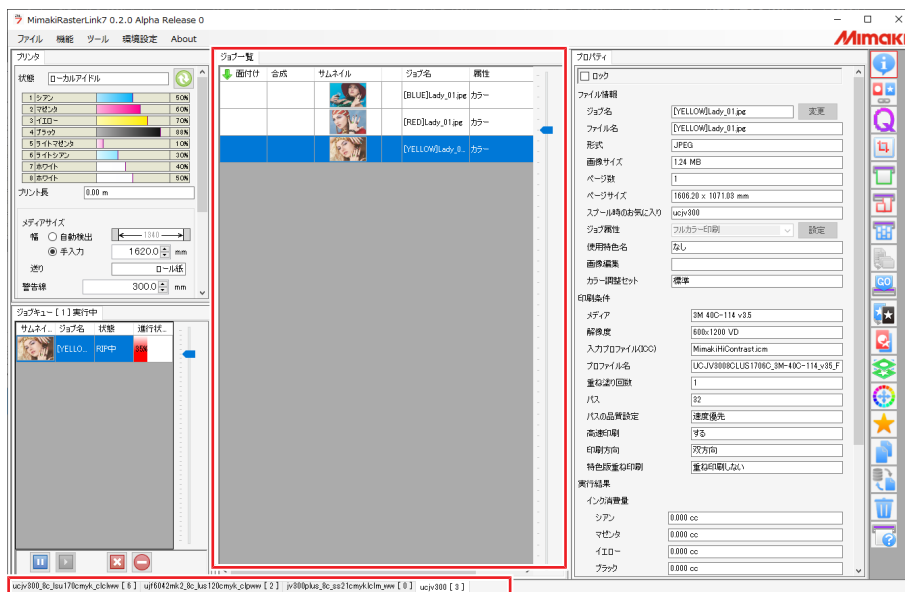 MimakiRasterLink7 0.2.0 Alpha Release 0
ファイル 機能 ツール 環境設定 About
Mimaki
プリンタ
状態 ローカルアイドル
1 シアン 50%
2 マゼンタ 60%
3 イエロー 70%
4 ブラック 88%
5 ライトマゼンタ 10%
6 ライトシアン 30%
7 ホワイト 40%
8 ホワイト 50%
プリント長 0.00 m
メディアサイズ
幅 自動検出 1340
手入力 1620.0 mm
送り ロール紙
警告線 300.0 mm
ジョブキュー [ 1 ] 実行中
サムネイ... ジョブ名 状態 進行状...
[YELLO... RIP中 35%
ジョブ一覧
面付け 合成 サムネイル ジョブ名 属性
[BLUE]Lady_01.jpg カラー
[RED]Lady_01.jpg カラー
[YELLOW]Lady_0... カラー
プロパティ
ロック
ファイル情報
ジョブ名 [YELLOW]Lady_01.jpg 変更
ファイル名 [YELLOW]Lady_01.jpg
形式 JPEG
画像サイズ 1.24 MB
ページ数 1
ページサイズ 1606.20 x 1071.03 mm
スプール時のお気に入り ucjv300
ジョブ属性 フルカラー印刷 設定
使用特色名 なし
画像編集
カラー調整セット 標準
印刷条件
メディア 3M 40C-114 v3.5
解像度 600x1200 VD
入力プロファイル(ICC) MimakiHiContrast.icm
プロファイル名 UCJV3008CLUS1706C_3M-40C-114_v35_F
重ね塗り回数 1
パス 32
パスの品質設定 速度優先
高速印刷 する
印刷方向 双方向
特色版重ね印刷 重ね印刷しない
実行結果
インク消費量
シアン 0.000 cc
マゼンタ 0.000 cc
イエロー 0.000 cc
ブラック 0.000 cc
GO
ucjv300_8c_lsu170cmyk_clclww [ 6 ] ujf6042mk2_8c_lus120cmyk_clpww [ 2 ] jv300plus_8c_ss21cmyklclm_ww [ 0 ] ucjv300 [ 3 ]